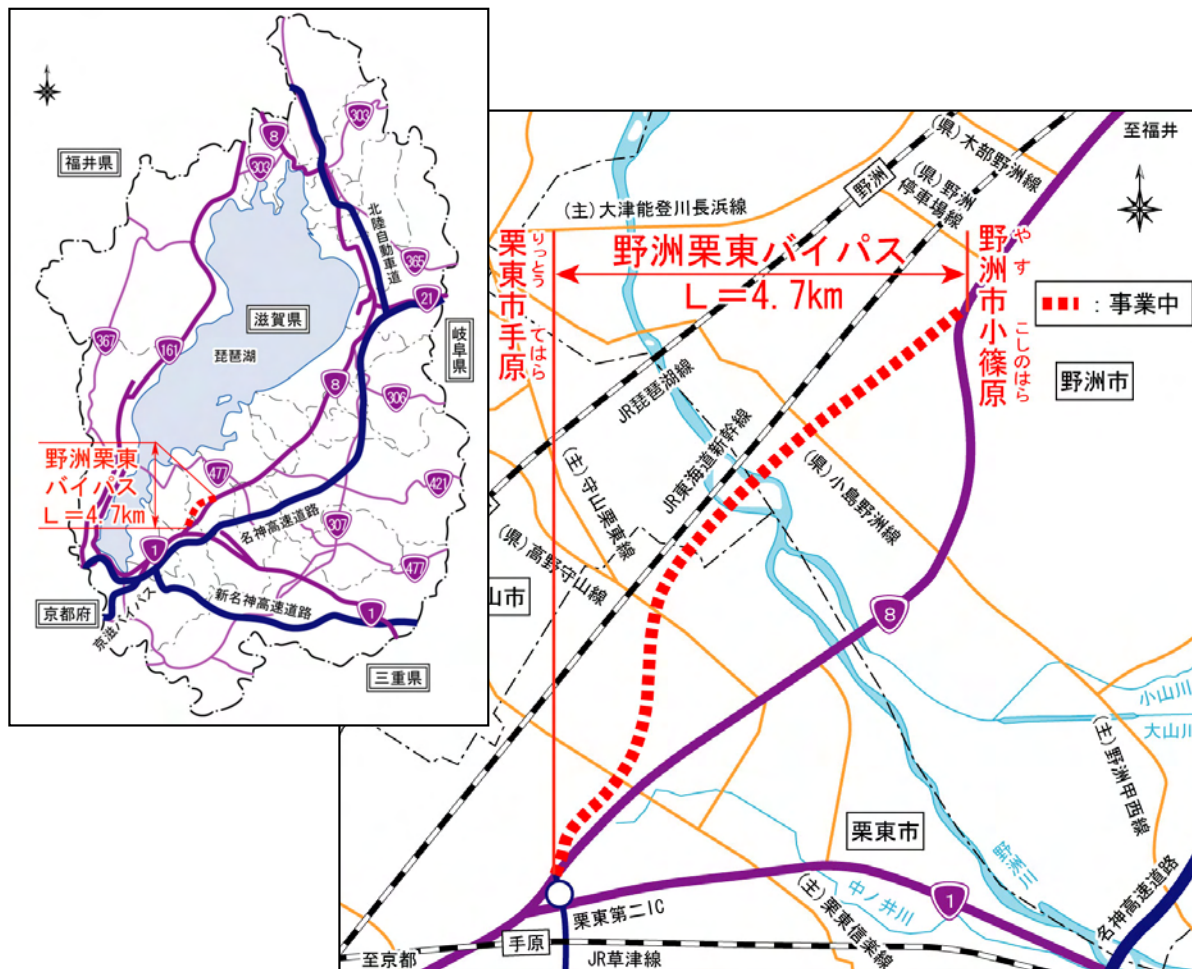 福井県
8
303
303
北陸自動車道
365
21
滋賀県
琵琶湖
岐阜県
367
161
8
306
野洲栗東
バイパス
L=4.7km
477
421
名神高速道路
307
1
477
新名神高速道路
1
京都府
京滋バイパス
三重県
至福井
(県)木部野洲線
野洲
(県)野洲
停車場線
(主)大津能登川長浜線
栗東市手原
りっとう てはら
野洲栗東バイパス
L=4.7km
野洲市小篠原
やす こしのはら
:事業中
野洲市
JR琵琶湖線
JR東海道新幹線
(主)守山栗東線
(県)小島野洲線
(県)高野守山線
山市
8
小山川
大山川
(主)野洲甲西線
栗東市
野洲川
名神高速道路
1
中ノ井川
(主)栗東信楽線
栗東第二IC
手原
至京都
JR草津線